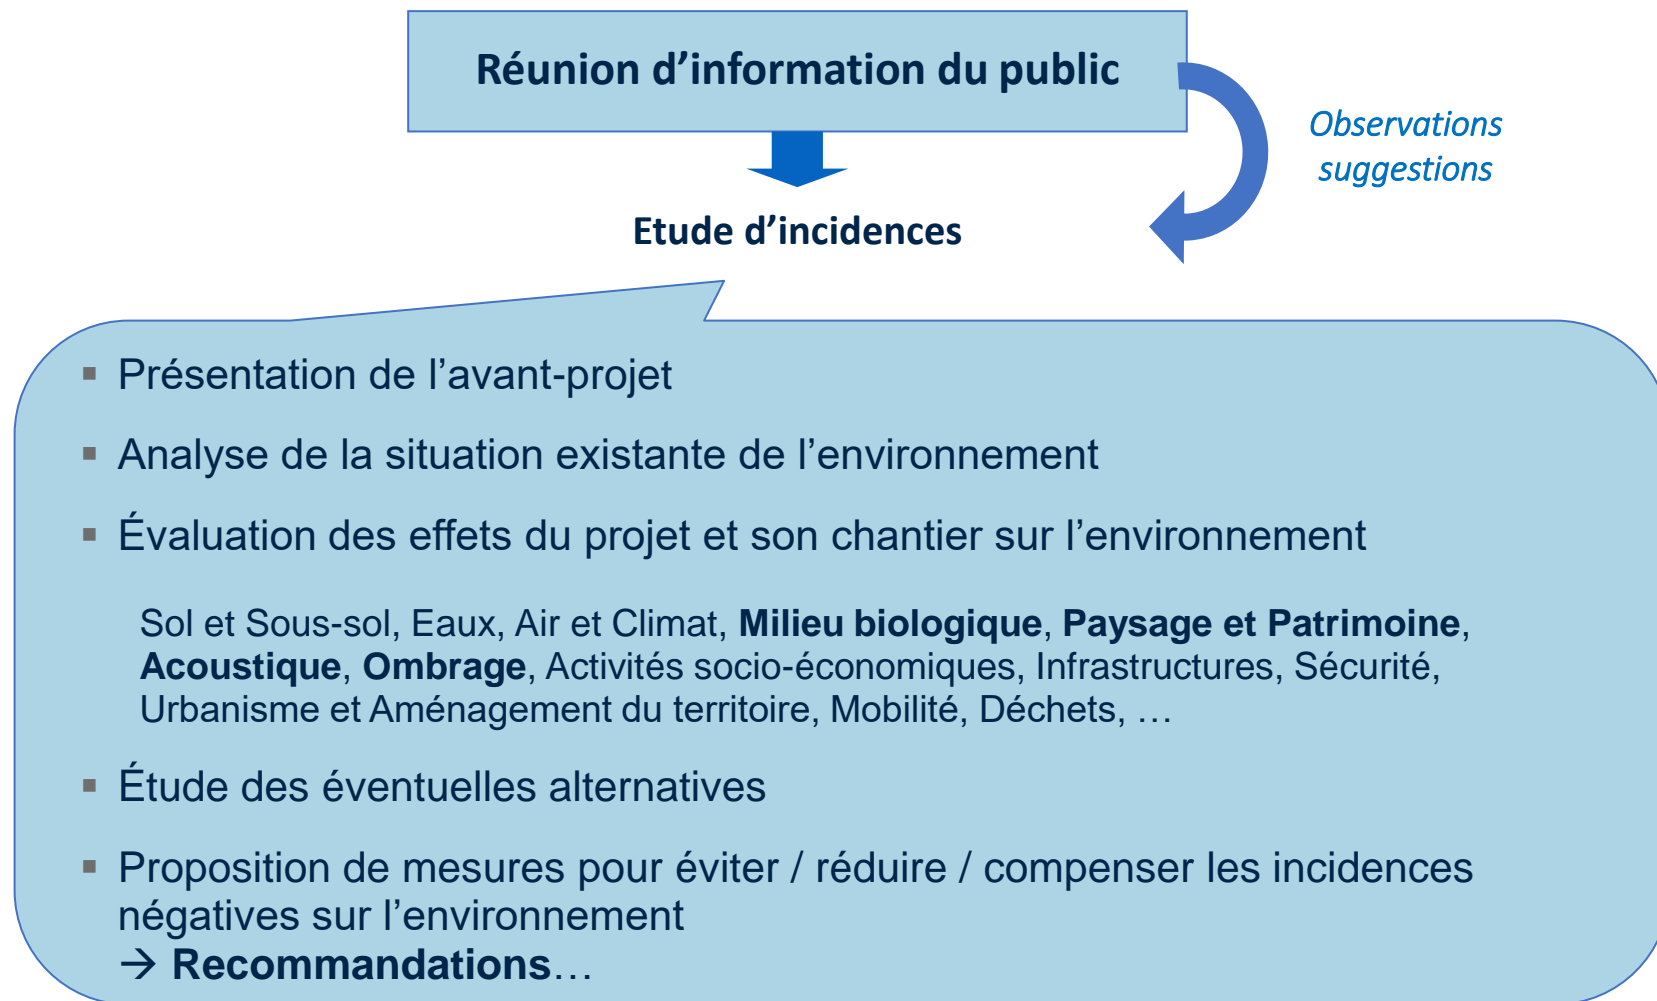 Réunion d’information du public
Observations
suggestions
Etude d’incidences
▪ Présentation de l’avant-projet
▪ Analyse de la situation existante de l’environnement
▪ Évaluation des effets du projet et son chantier sur l’environnement
Sol et Sous-sol, Eaux, Air et Climat, Milieu biologique, Paysage et Patrimoine,
Acoustique, Ombrage, Activités socio-économiques, Infrastructures, Sécurité,
Urbanisme et Aménagement du territoire, Mobilité, Déchets, …
▪ Étude des éventuelles alternatives
▪ Proposition de mesures pour éviter / réduire / compenser les incidences
négatives sur l’environnement
→ Recommandations…